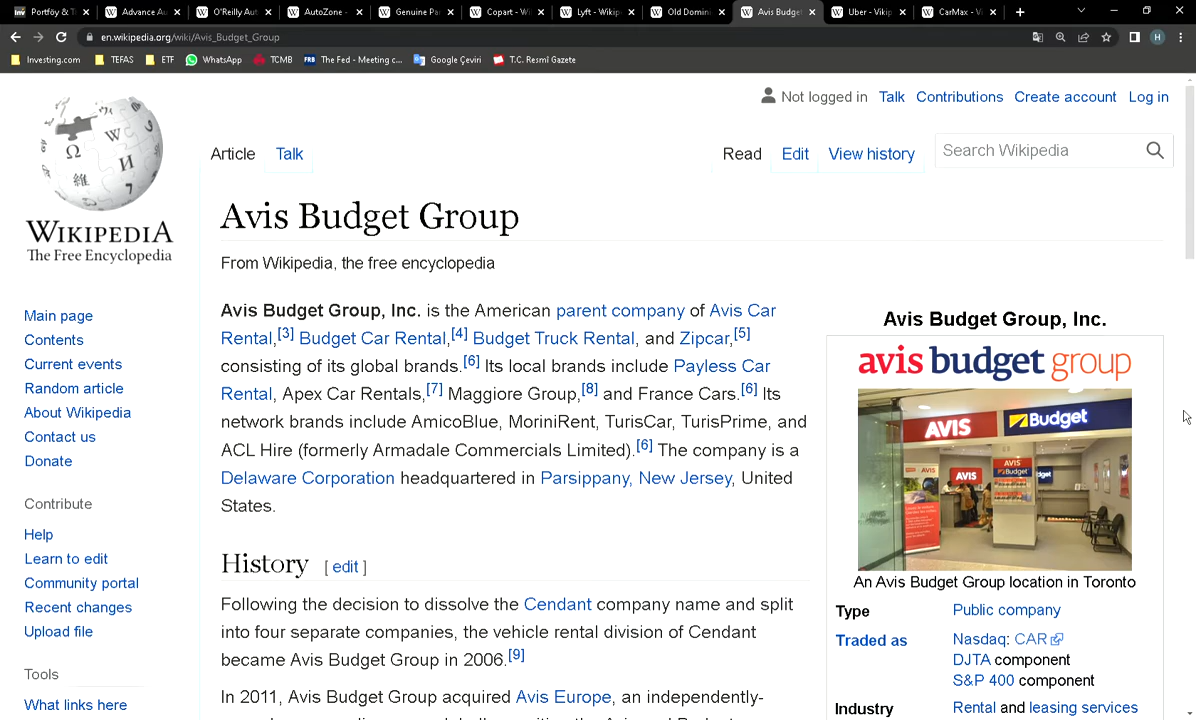 Portföy & T
Advance Au
O'Reilly Aut
AutoZone -
Genuine Pa
Copart - Wi
Lyft - Wikip
Old Domini
Avis Budget
Uber - Vikip
CarMax - Vi
en.wikipedia.org/wiki/Avis_Budget_Group
H
Investing.com
TEFAS
ETF
WhatsApp
TCMB
FRB The Fed - Meeting c...
Google Çeviri
T.C. Resmî Gazete
Not logged in Talk Contributions Create account Log in
Article Talk
Read Edit View history
Search Wikipedia
WIKIPEDIA
The Free Encyclopedia
Main page
Contents
Current events
Random article
About Wikipedia
Contact us
Donate
Contribute
Help
Learn to edit
Community portal
Recent changes
Upload file
Tools
What links here
Avis Budget Group
From Wikipedia, the free encyclopedia
Avis Budget Group, Inc. is the American parent company of Avis Car
Rental,[3] Budget Car Rental,[4] Budget Truck Rental, and Zipcar,[5]
consisting of its global brands.[6] Its local brands include Payless Car
Rental, Apex Car Rentals,[7] Maggiore Group,[8] and France Cars.[6] Its
network brands include AmicoBlue, MoriniRent, TurisCar, TurisPrime, and
ACL Hire (formerly Armadale Commercials Limited).[6] The company is a
Delaware Corporation headquartered in Parsippany, New Jersey, United
States.
History [ edit ]
Following the decision to dissolve the Cendant company name and split
into four separate companies, the vehicle rental division of Cendant
became Avis Budget Group in 2006.[9]
In 2011, Avis Budget Group acquired Avis Europe, an independently-
Avis Budget Group, Inc.
avis budget group
AVIS Budget
AVIS
AVIS
AVIS
Budget
An Avis Budget Group location in Toronto
Type Public company
Traded as Nasdaq: CAR
DJTA component
S&P 400 component
Industry Rental and leasing services